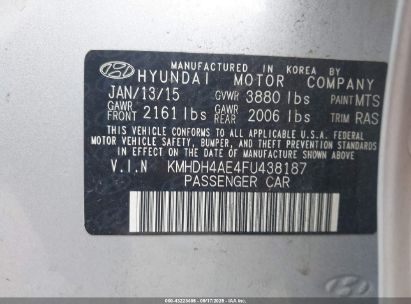 MANUFACTURED IN KOREA BY
HYUNDAI MOTOR COMPANY
JAN/13/15 GVWR 3880 lbs PAINT MTS
GAWR FRONT 2161 lbs GAWR REAR 2006 lbs TRIM RAS
THIS VEHICLE CONFORMS TO ALL APPLICABLE U.S.A. FEDERAL
MOTOR VEHICLE SAFETY, BUMPER, AND THEFT PREVENTION
STANDARDS IN EFFECT ON THE DATE OF MANUFACTURE SHOWN ABOVE.
V.I.N KMHDH4AE4FU438187
PASSENGER CAR